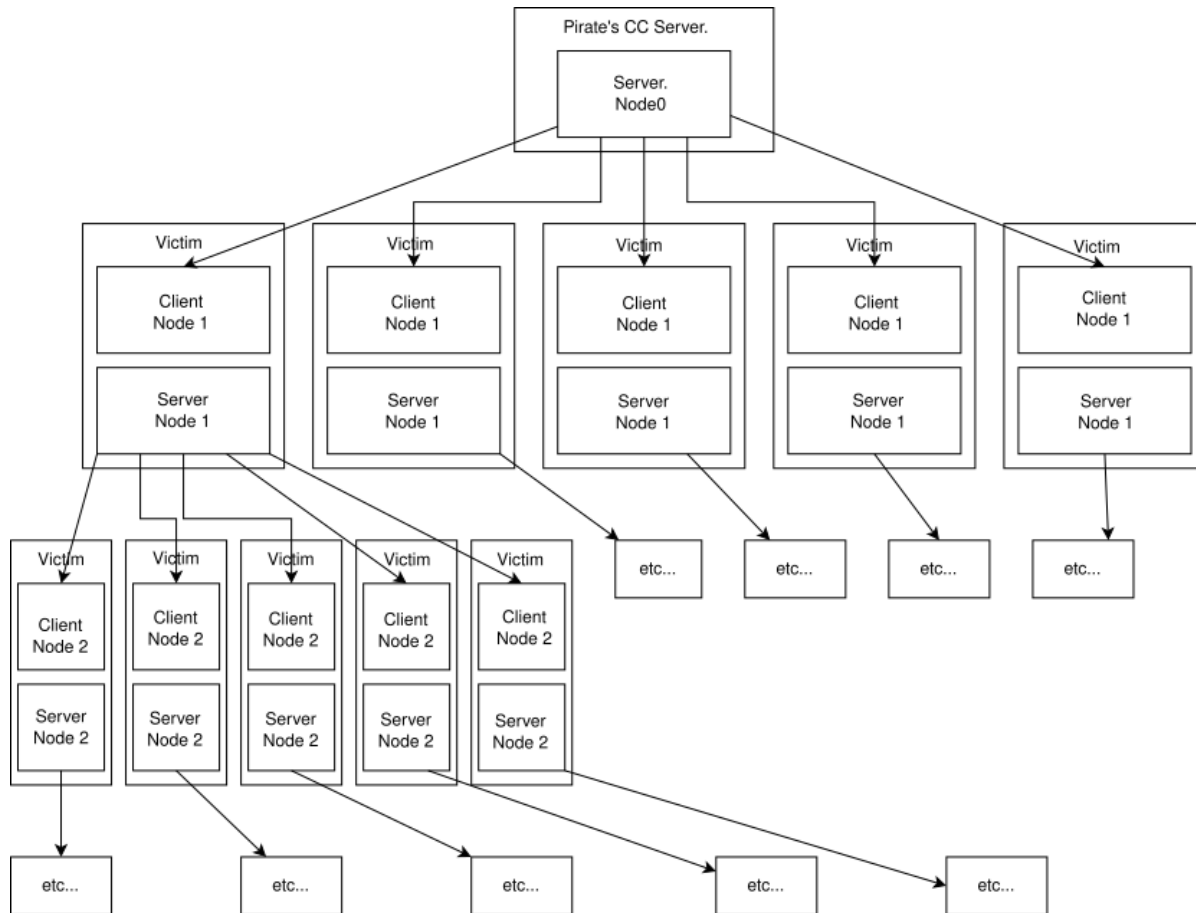 Pirate's CC Server.
Server.
Node0
Victim
Victim
Victim
Victim
Victim
Client
Node 1
Client
Node 1
Client
Node 1
Client
Node 1
Client
Node 1
Server
Node 1
Server
Node 1
Server
Node 1
Server
Node 1
Server
Node 1
etc...
etc...
etc...
etc...
Victim
Victim
Victim
Victim
Victim
Client
Node 2
Client
Node 2
Client
Node 2
Client
Node 2
Client
Node 2
Server
Node 2
Server
Node 2
Server
Node 2
Server
Node 2
Server
Node 2
etc...
etc...
etc...
etc...
etc...